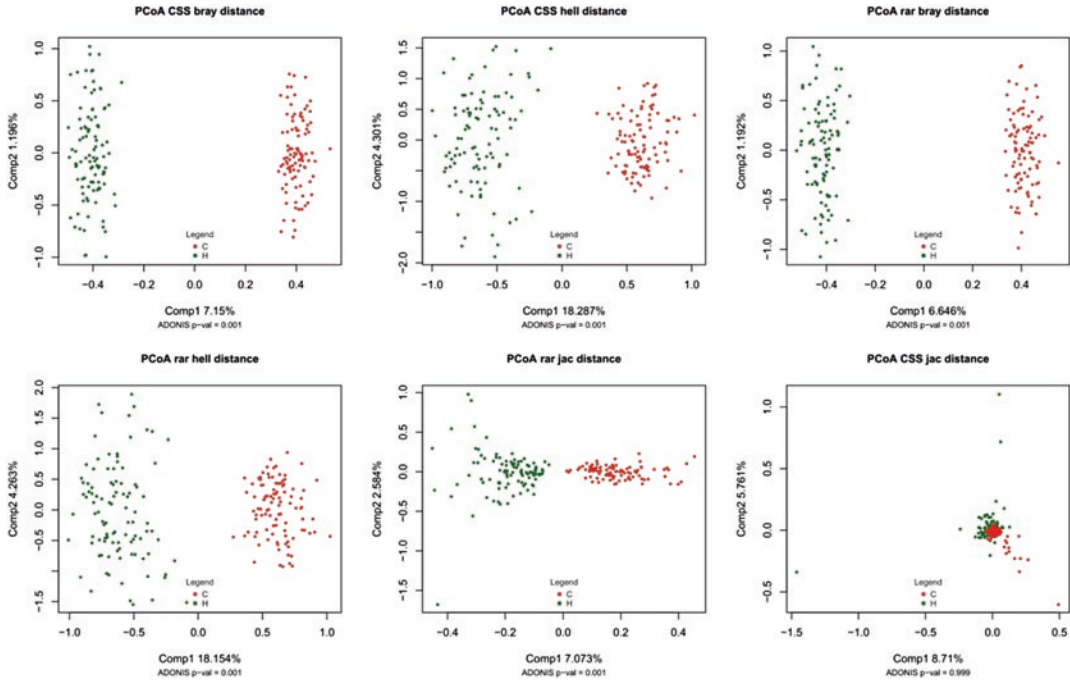 PCoA CSS bray distance
Comp2 1.196%
1.0
0.5
0.0
−0.5
−1.0
Legend
C
H
−0.4 −0.2 0.0 0.2 0.4
Comp1 7.15%
ADONIS p−val = 0.001
PCoA CSS hell distance
Comp2 4.301%
1.5
1.0
0.5
0.0
−1.0
−2.0
Legend
C
H
−1.0 −0.5 0.0 0.5 1.0
Comp1 18.287%
ADONIS p−val = 0.001
PCoA rar bray distance
Comp2 1.192%
1.0
0.5
0.0
−0.5
−1.0
Legend
C
H
−0.4 −0.2 0.0 0.2 0.4
Comp1 6.646%
ADONIS p−val = 0.001
PCoA rar hell distance
Comp2 4.263%
2.0
1.5
1.0
0.5
0.0
−0.5
−1.5
Legend
C
H
−1.0 −0.5 0.0 0.5 1.0
Comp1 18.154%
ADONIS p−val = 0.001
PCoA rar jac distance
Comp2 2.584%
1.0
0.5
0.0
−0.5
−1.0
−1.5
Legend
C
H
−0.4 −0.2 0.0 0.2 0.4
Comp1 7.073%
ADONIS p−val = 0.001
PCoA CSS jac distance
Comp2 5.761%
1.0
0.5
0.0
−0.5
Legend
C
H
−1.5 −1.0 −0.5 0.0 0.5
Comp1 8.71%
ADONIS p−val = 0.999